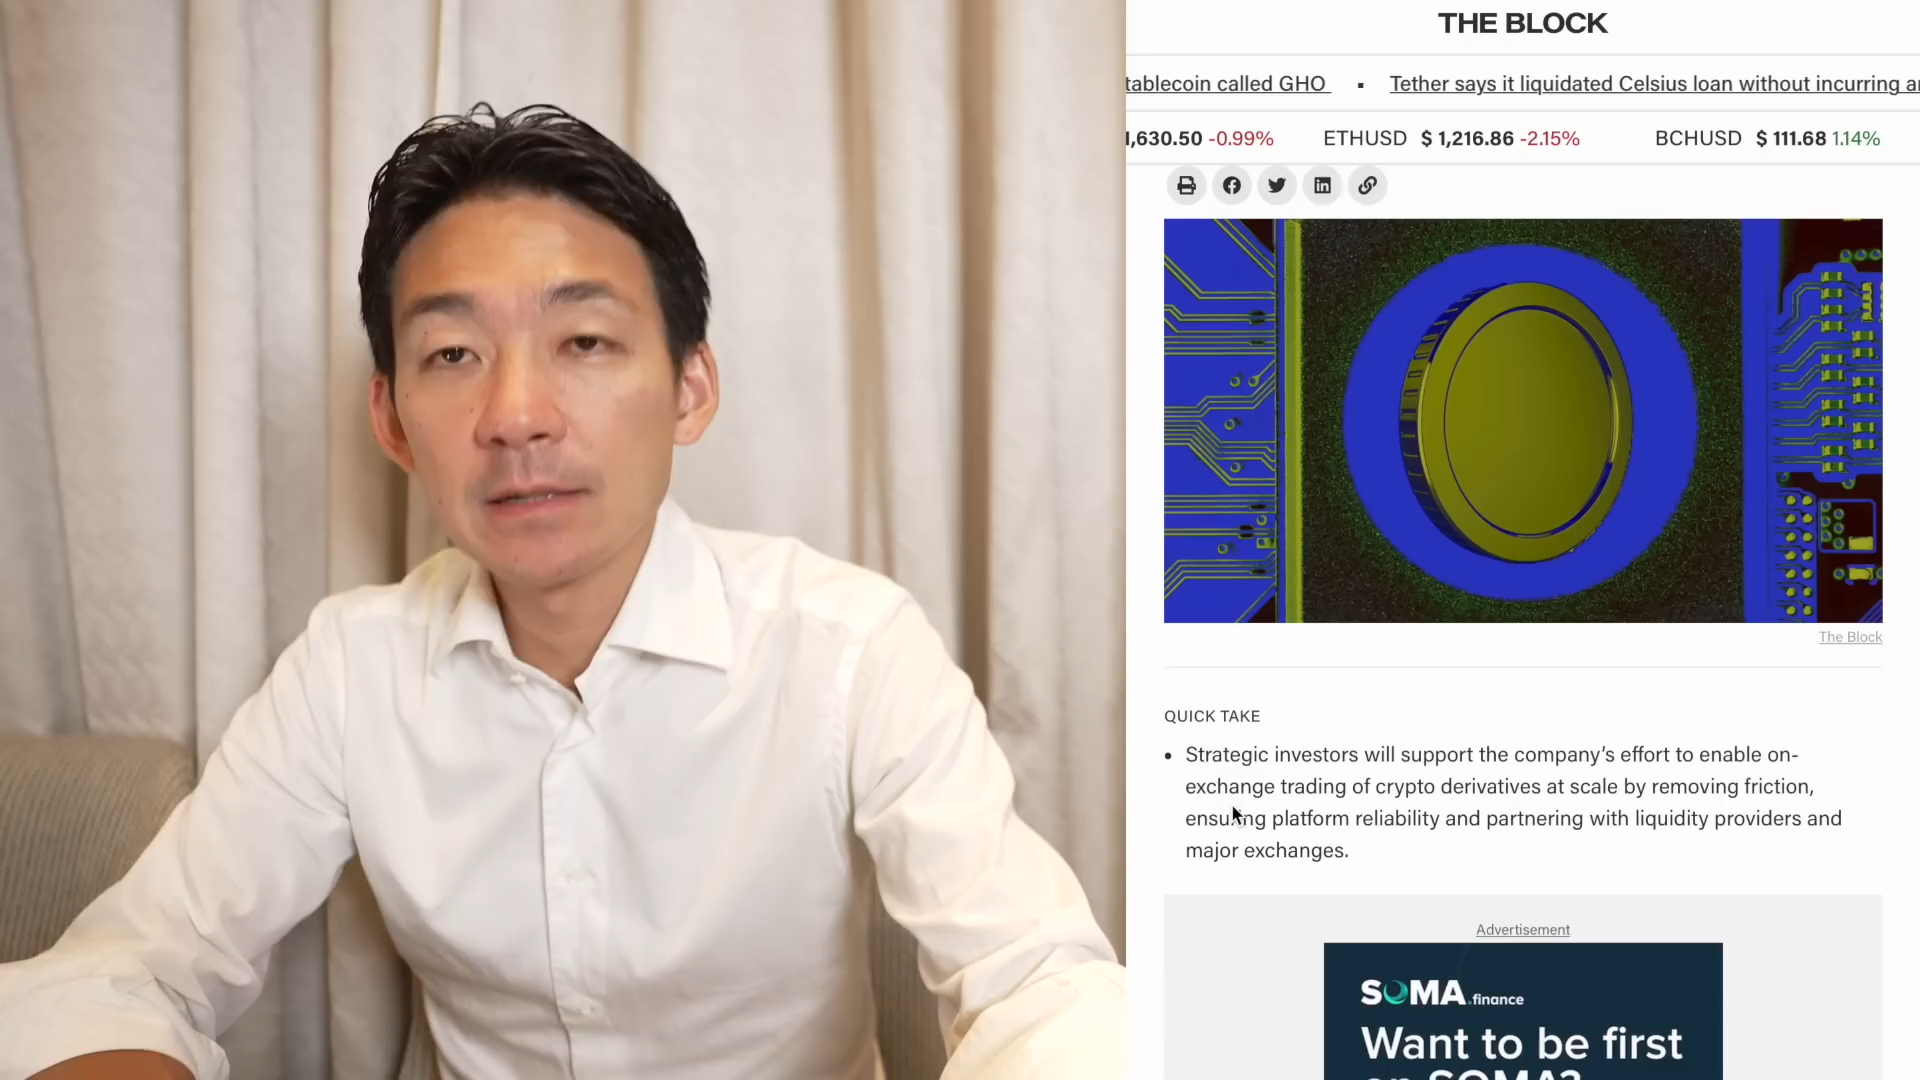 THE BLOCK
tablecoin called GHO ▪ Tether says it liquidated Celsius loan without incurring
1,630.50 -0.99% ETHUSD $ 1,216.86 -2.15% BCHUSD $ 111.68 1.14%
The Block
QUICK TAKE
• Strategic investors will support the company’s effort to enable on-
exchange trading of crypto derivatives at scale by removing friction,
ensuring platform reliability and partnering with liquidity providers and
major exchanges.
Advertisement
SOMA.finance
Want to be first
on SOMA?